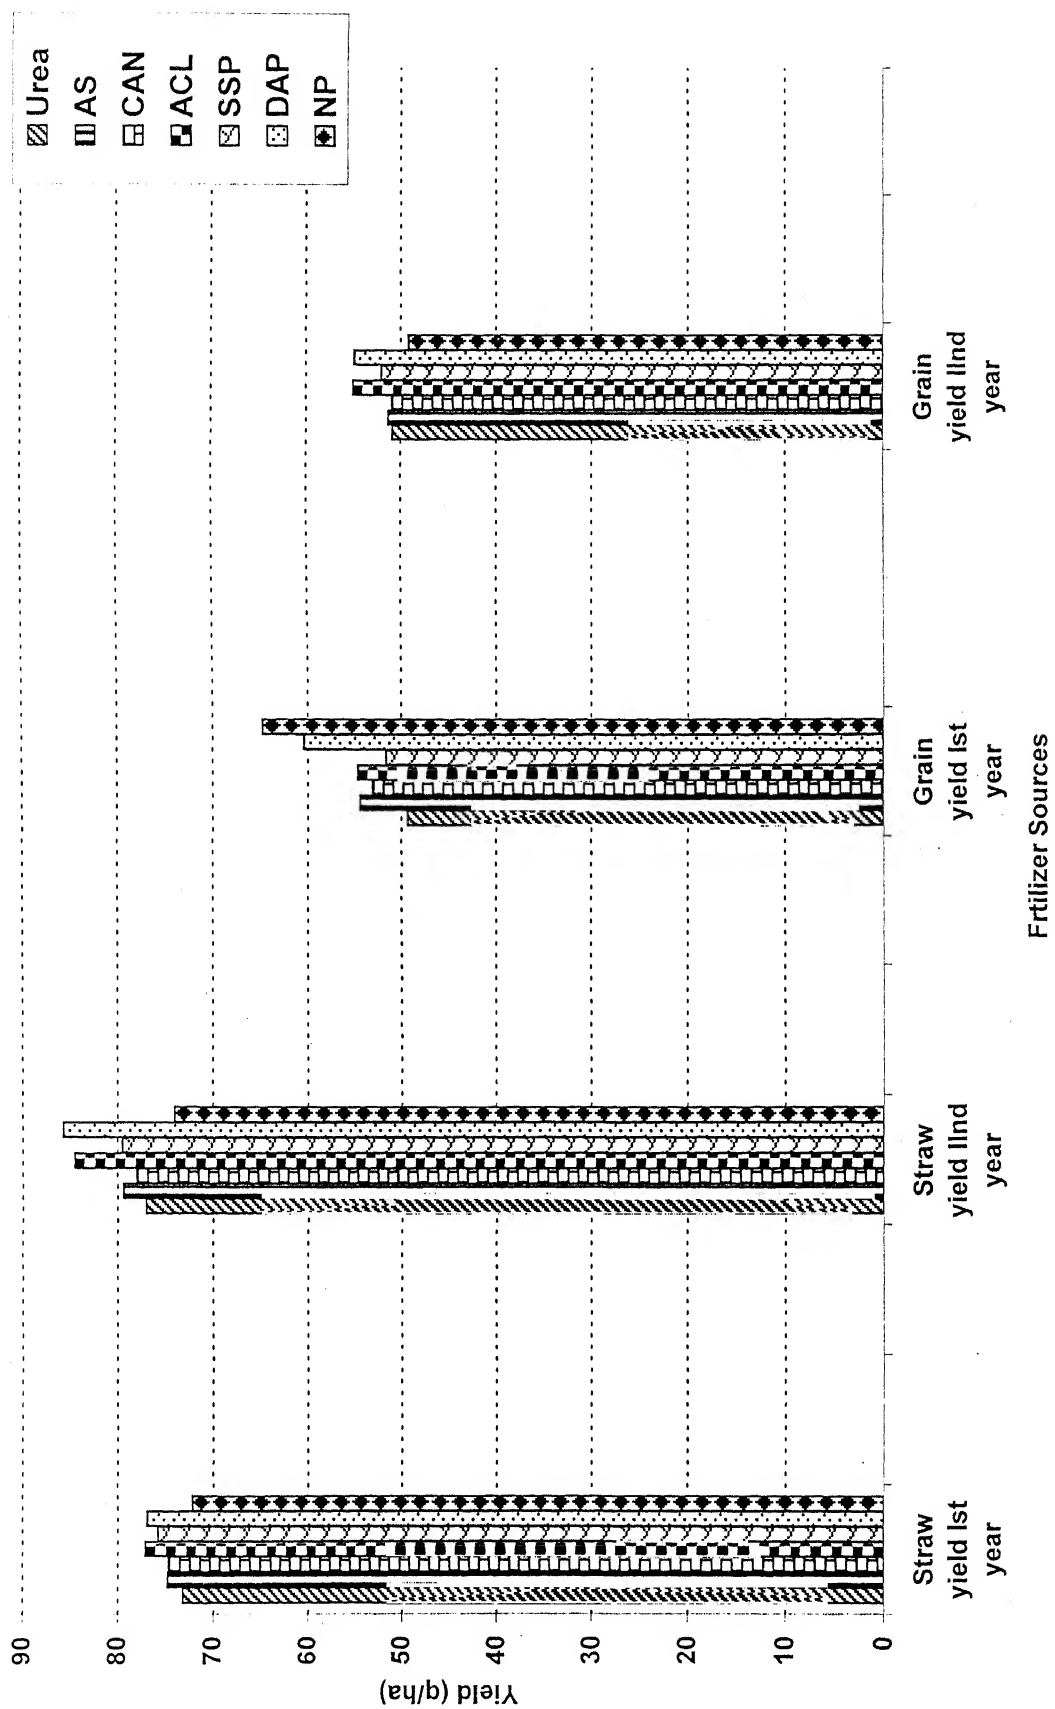 Urea
AS
CAN
ACL
SSP
DAP
NP
90
80
70
60
50
40
30
20
10
0
Yield (q/ha)
Straw
yield Ist
year
Straw
yield IInd
year
Grain
yield Ist
year
Grain
yield IInd
year
Frtilizer Sources